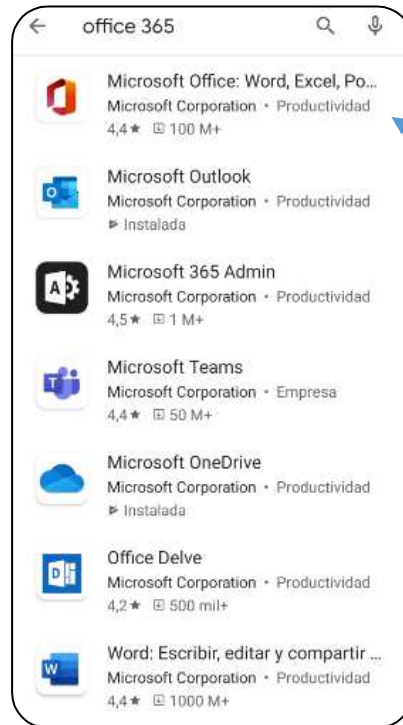 office 365
Microsoft Office: Word, Excel, Po...
Microsoft Corporation • Productividad
4,4★ 100 M+
Microsoft Outlook
Microsoft Corporation • Productividad
Instalada
Microsoft 365 Admin
Microsoft Corporation • Productividad
4,5★ 1 M+
Microsoft Teams
Microsoft Corporation • Empresa
4,4★ 50 M+
Microsoft OneDrive
Microsoft Corporation • Productividad
Instalada
Office Delve
Microsoft Corporation • Productividad
4,2★ 500 mil+
Word: Escribir, editar y compartir ...
Microsoft Corporation • Productividad
4,4★ 1000 M+